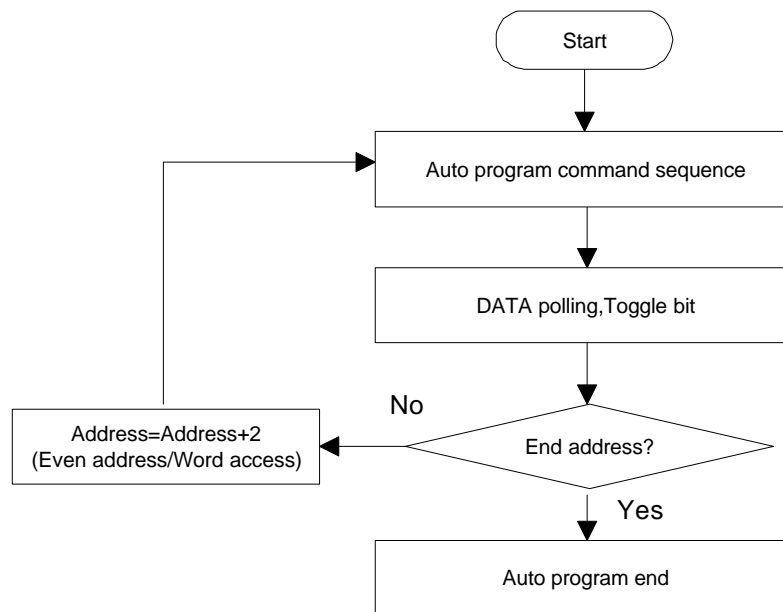 Start
Auto program command sequence
DATA polling,Toggle bit
No
End address?
Address=Address+2
(Even address/Word access)
Yes
Auto program end